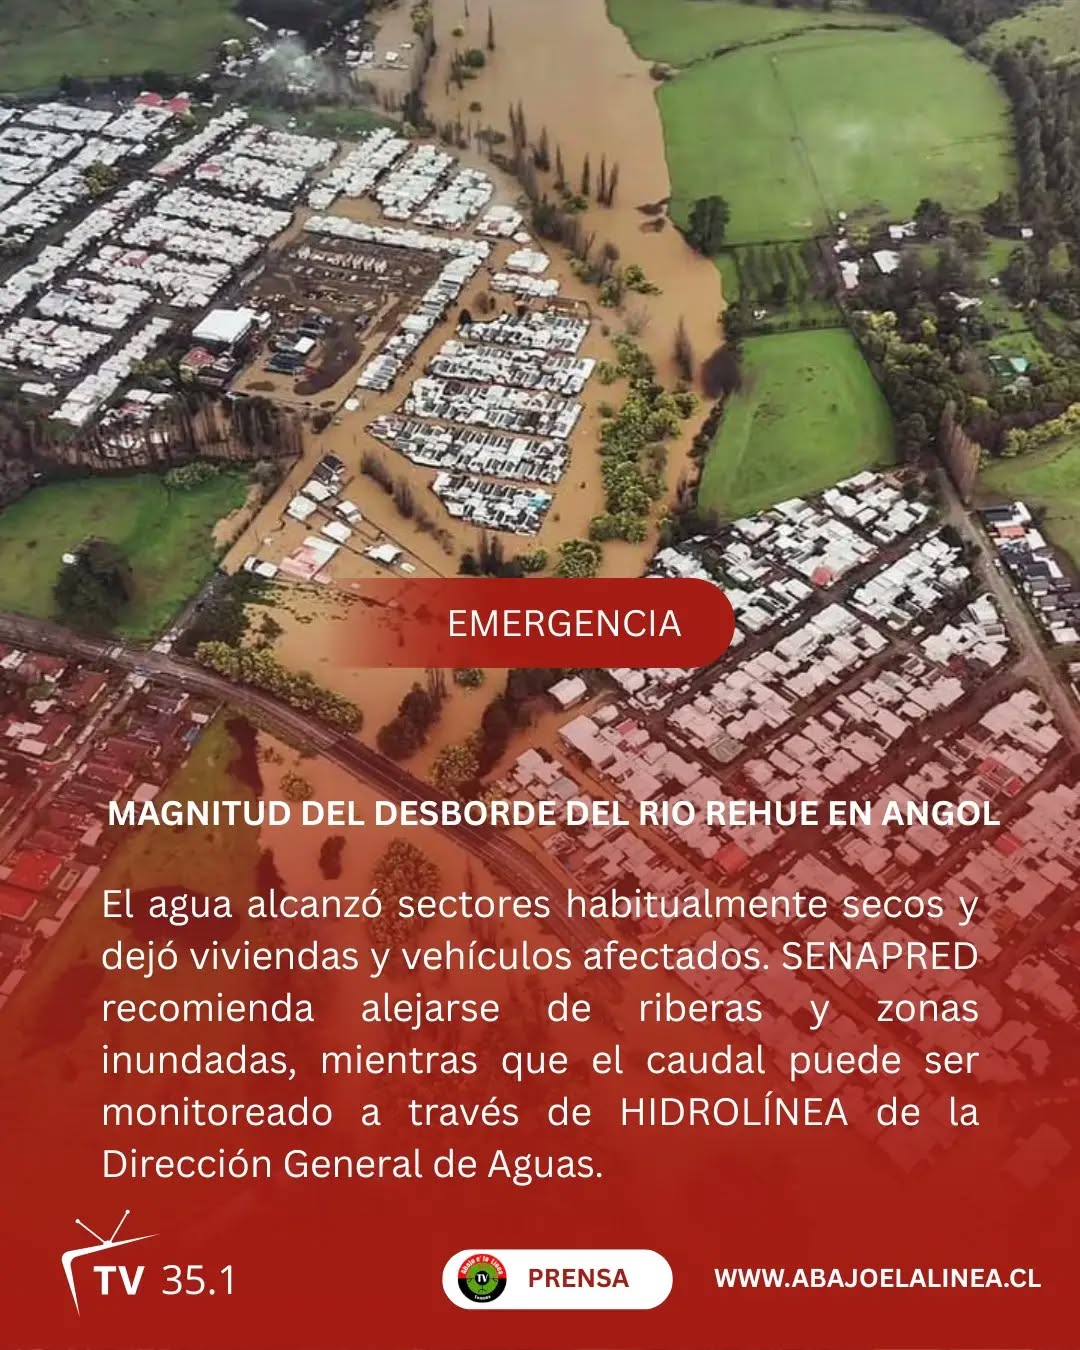 EMERGENCIA
MAGNITUD DEL DESBORDE DEL RIO REHUE EN ANGOL
El agua alcanzó sectores habitualmente secos y
dejó viviendas y vehículos afectados. SENAPRED
recomienda alejarse de riberas y zonas
inundadas, mientras que el caudal puede ser
monitoreado a través de HIDROLÍNEA de la
Dirección General de Aguas.
TV 35.1
TV
PRENSA
WWW.ABAJOELALINEA.CL